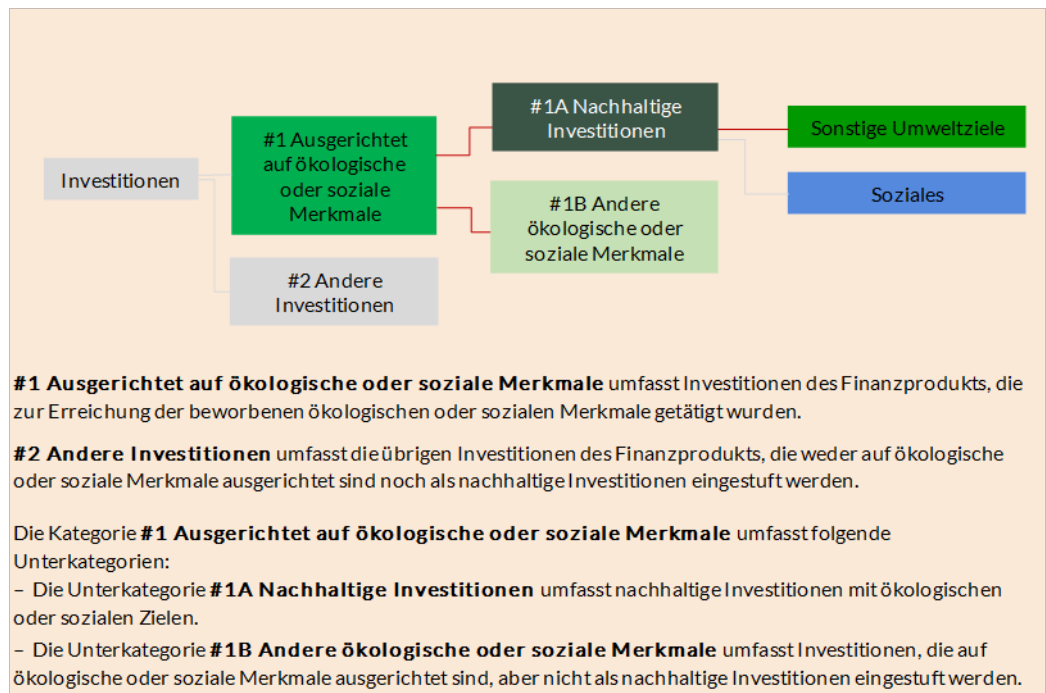 Investitionen
#1 Ausgerichtet
auf ökologische
oder soziale
Merkmale
#2 Andere
Investitionen
#1A Nachhaltige
Investitionen
#1B Andere
ökologische oder
soziale Merkmale
Sonstige Umweltziele
Soziales
#1 Ausgerichtet auf ökologische oder soziale Merkmale umfasst Investitionen des Finanzprodukts, die
zur Erreichung der beworbenen ökologischen oder sozialen Merkmale getätigt wurden.
#2 Andere Investitionen umfasst die übrigen Investitionen des Finanzprodukts, die weder auf ökologische
oder soziale Merkmale ausgerichtet sind noch als nachhaltige Investitionen eingestuft werden.
Die Kategorie #1 Ausgerichtet auf ökologische oder soziale Merkmale umfasst folgende
Unterkategorien:
– Die Unterkategorie #1A Nachhaltige Investitionen umfasst nachhaltige Investitionen mit ökologischen
oder sozialen Zielen.
– Die Unterkategorie #1B Andere ökologische oder soziale Merkmale umfasst Investitionen, die auf
ökologische oder soziale Merkmale ausgerichtet sind, aber nicht als nachhaltige Investitionen eingestuft werden.